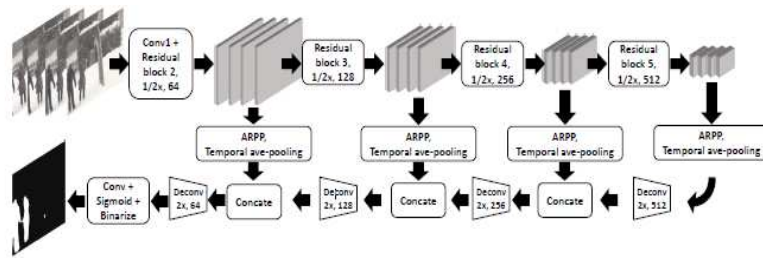 Conv1 +
Residual
block 2,
1/2x, 64
Residual
block 3,
1/2x, 128
Residual
block 4,
1/2x, 256
Residual
block 5,
1/2x, 512
ARPP,
Temporal ave-pooling
ARPP,
Temporal ave-pooling
ARPP,
Temporal ave-pooling
ARPP,
Temporal ave-pooling
Conv +
Sigmoid +
Binarize
Deconv
2x, 64
Concate
Deconv
2x, 128
Concate
Deconv
2x, 256
Concate
Deconv
2x, 512